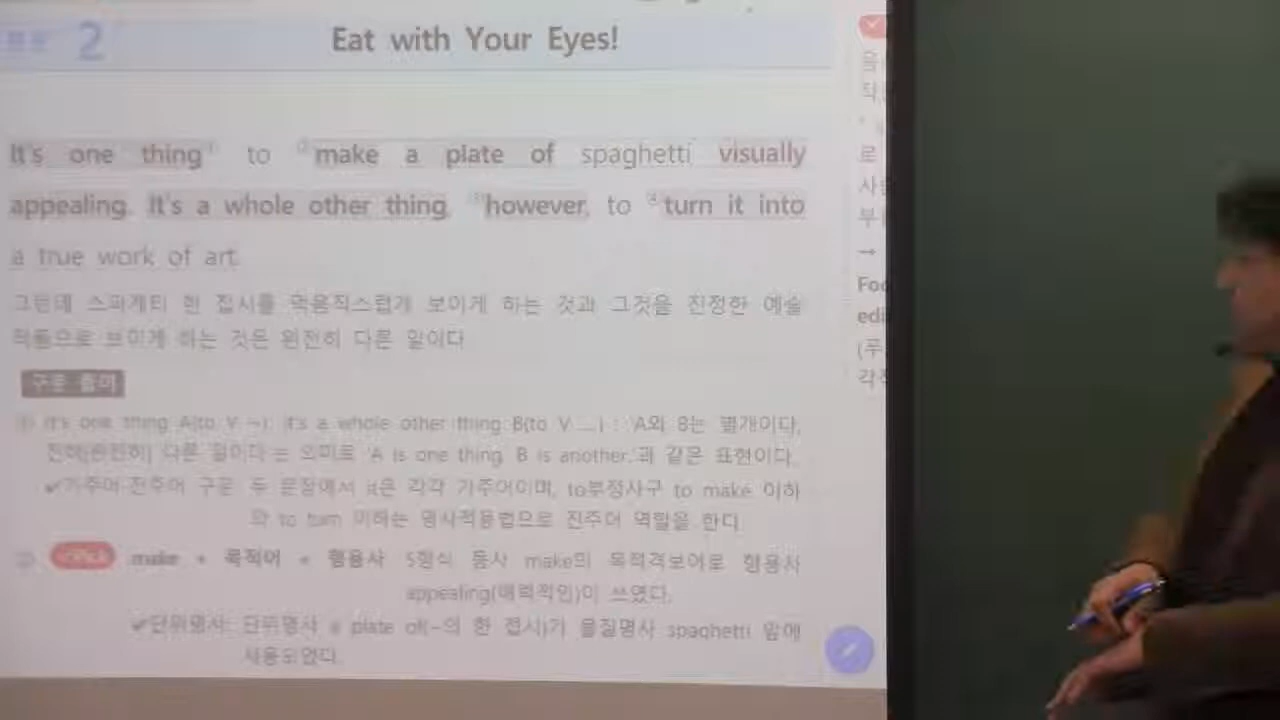 2 Eat with Your Eyes!
It's one thing① to ②make a plate of spaghetti visually
appealing. It's a whole other thing, ③however, to ④turn it into
a true work of art.
그런데 스파게티 한 접시를 먹음직스럽게 보이게 하는 것과 그것을 진정한 예술
작품으로 보이게 하는 것은 완전히 다른 일이다.
구문 풀이
① It's one thing A(to V ~). It's a whole other thing B(to V ...) : 'A와 B는 별개이다,
전혀(완전히) 다른 일이다'는 의미로 'A is one thing, B is another.'과 같은 표현이다.
✔가주어-진주어 구문: 두 문장에서 it은 각각 가주어이며, to부정사구 to make 이하
와 to turn 이하는 명사적용법으로 진주어 역할을 한다.
② make + 목적어 + 형용사 5형식 동사 make의 목적격보어로 형용사
appealing(매력적인)이 쓰였다.
✔단위명사: 단위명사 a plate of(~의 한 접시)가 물질명사 spaghetti 앞에
사용되었다.
로
→
각각